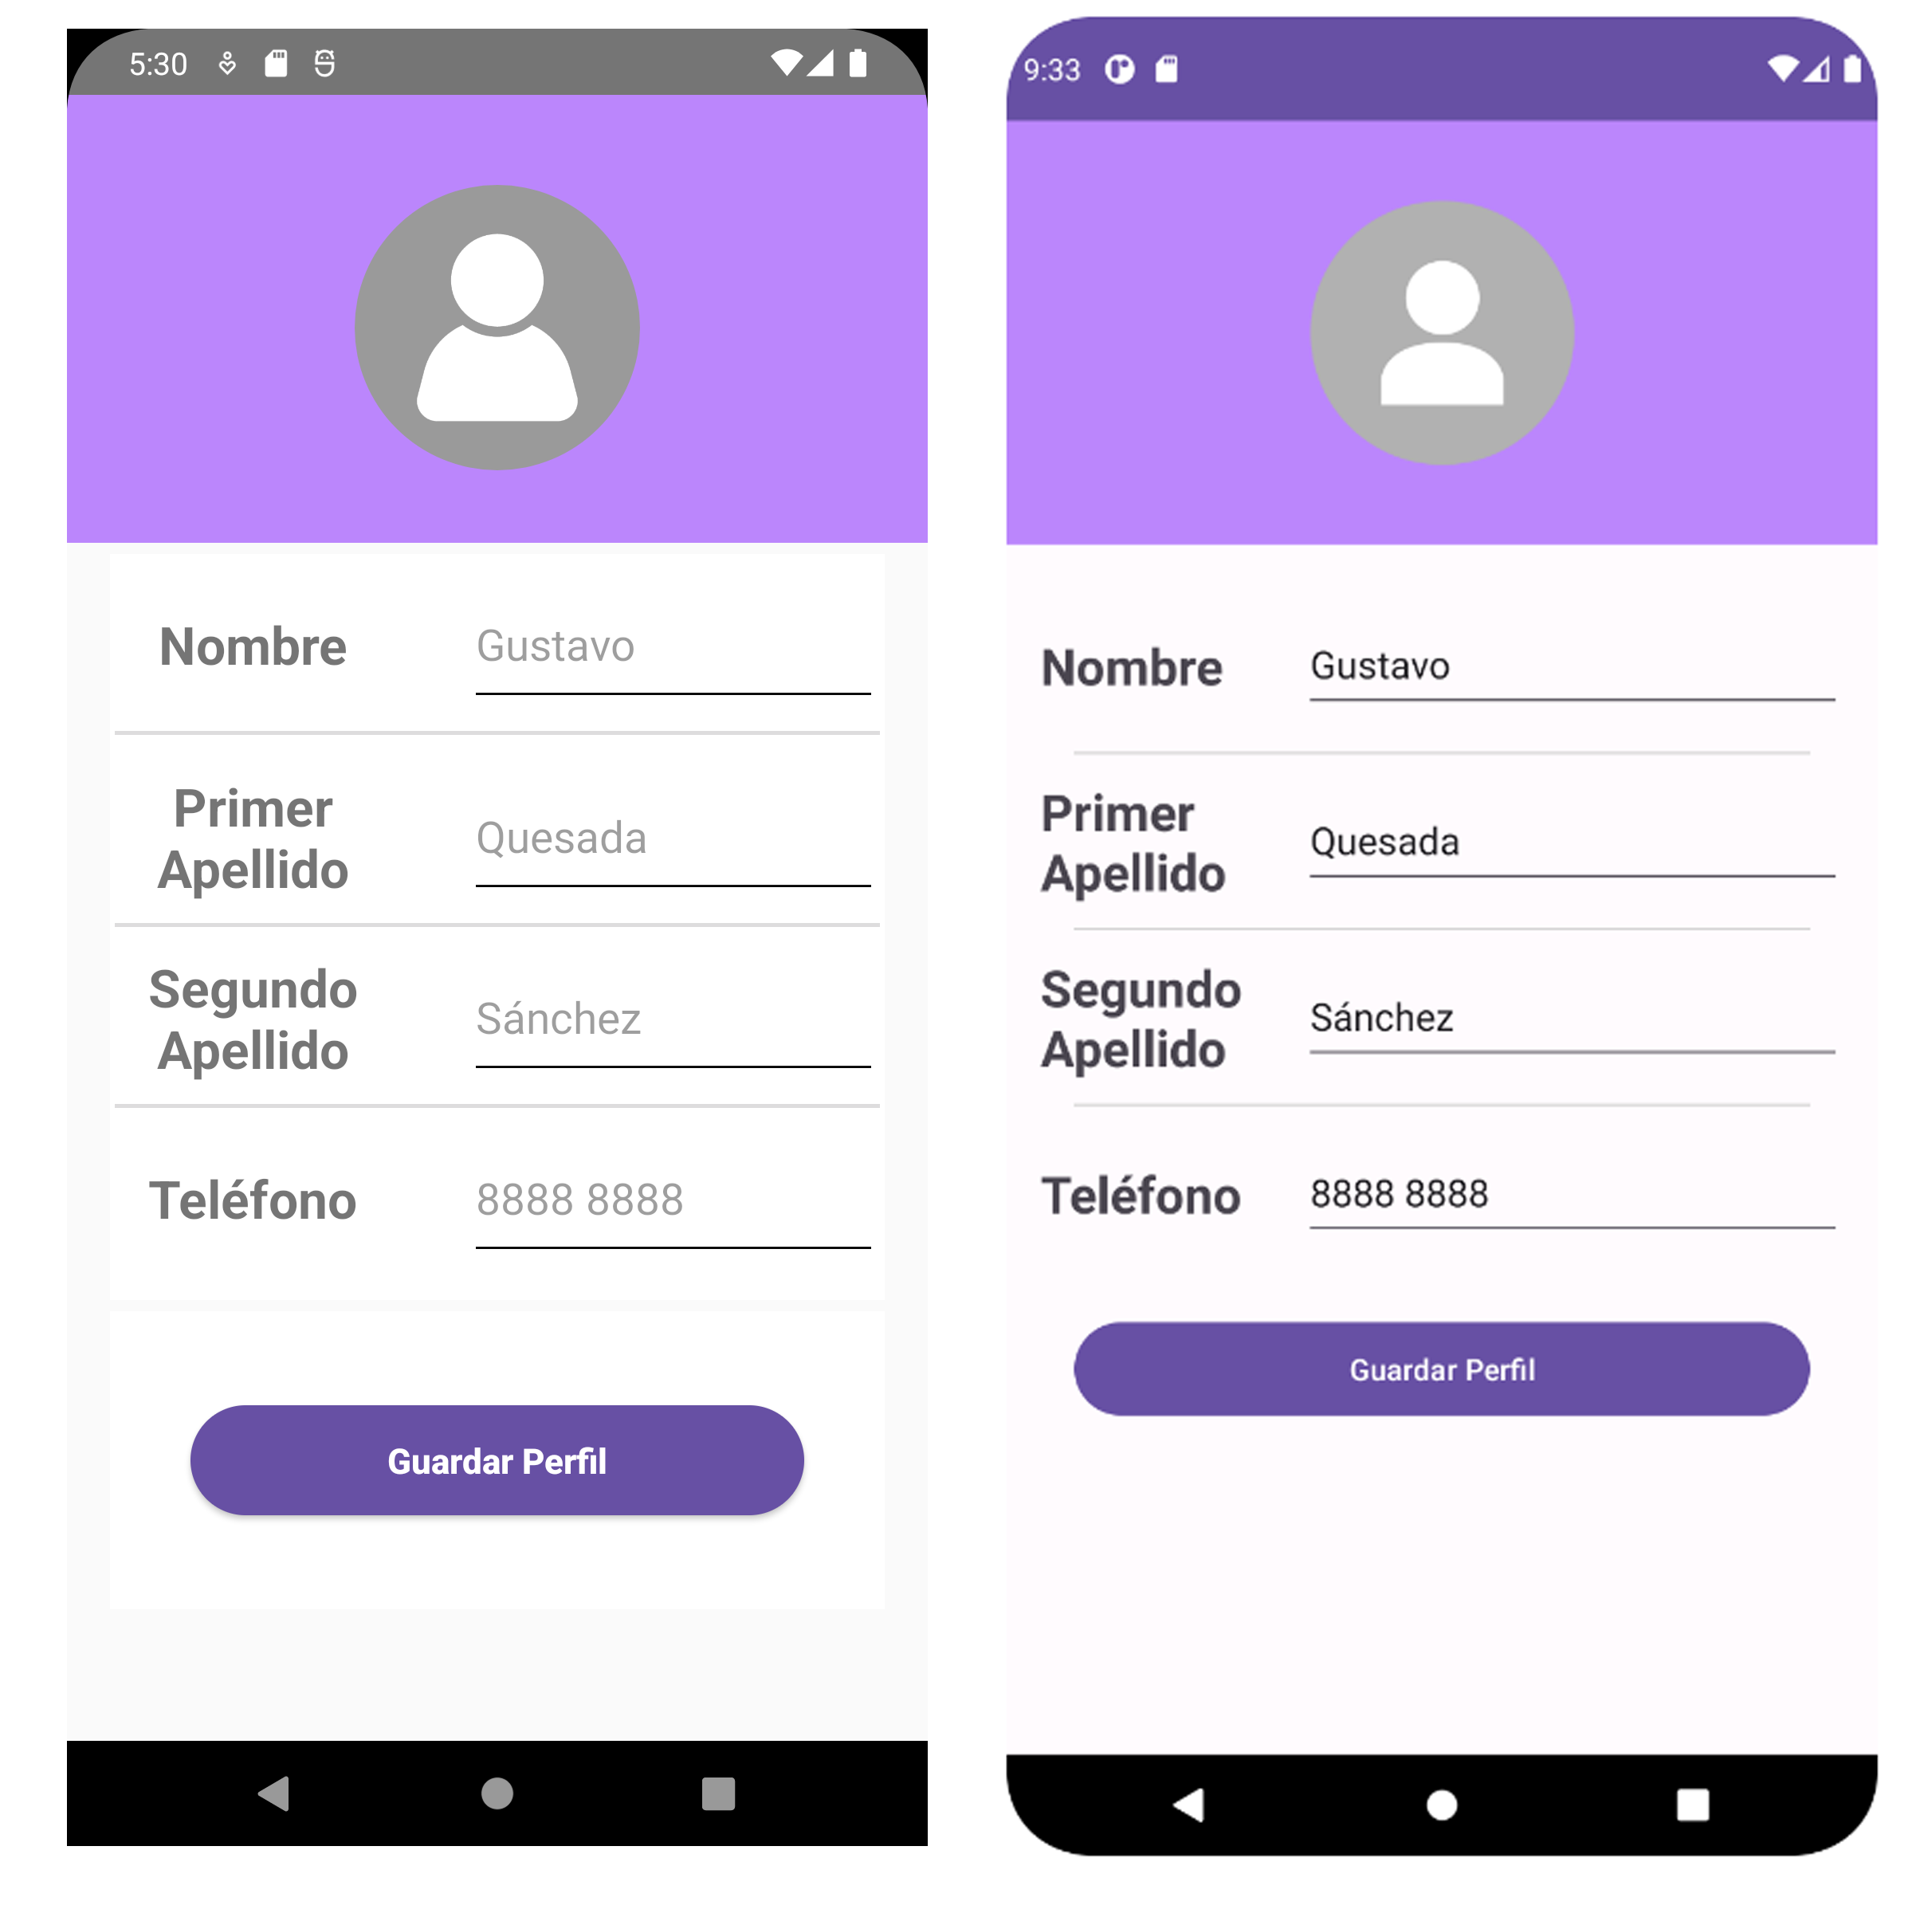 5:30
Nombre Gustavo
Primer
Apellido
Quesada
Segundo
Apellido
Sánchez
Teléfono 8888 8888
Guardar Perfil
9:33
Nombre Gustavo
Primer
Apellido
Quesada
Segundo
Apellido
Sánchez
Teléfono 8888 8888
Guardar Perfil